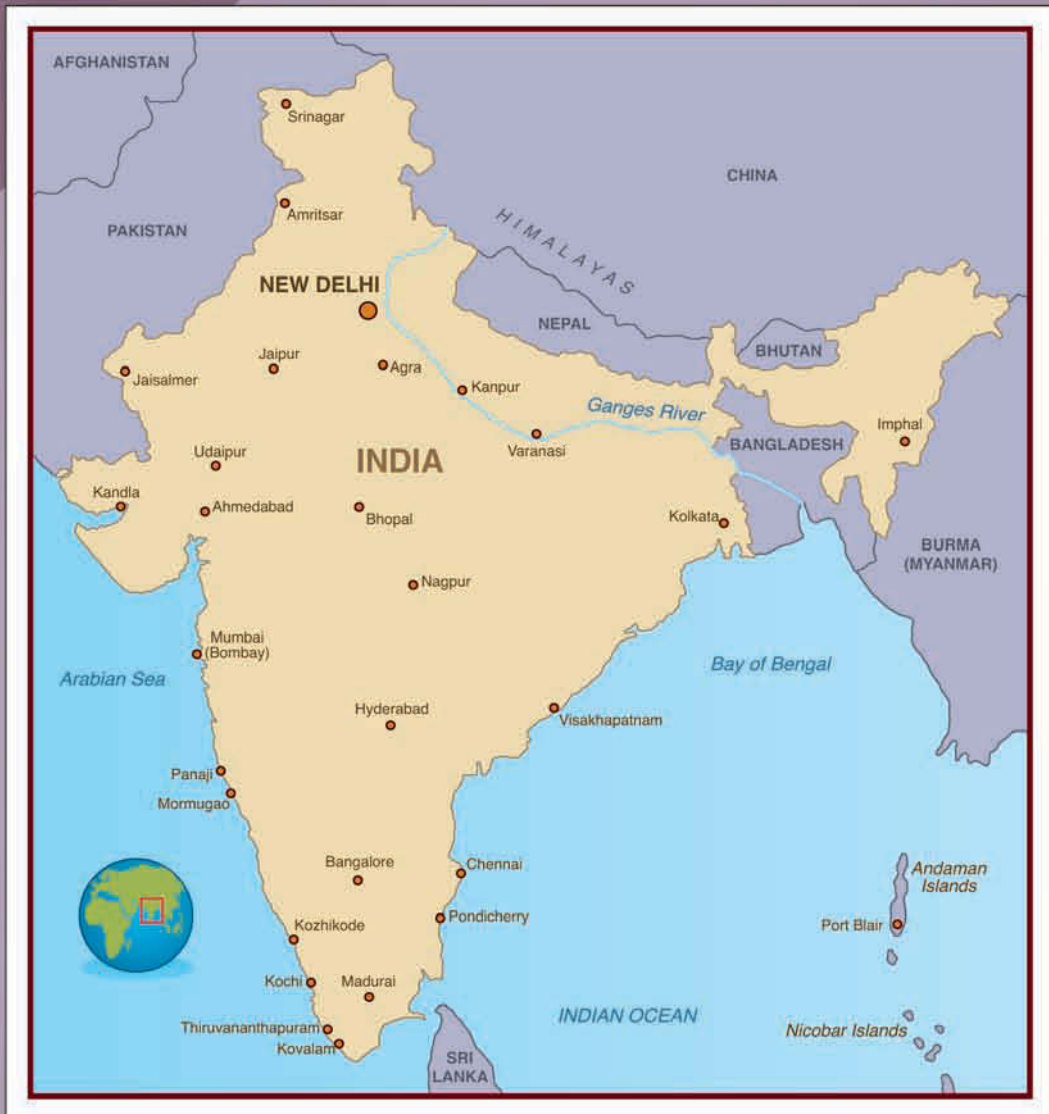 AFGHANISTAN
Srinagar
CHINA
Amritsar
PAKISTAN
HIMALAYAS
NEW DELHI
NEPAL
BHUTAN
Jaipur
Agra
Jaisalmer
Kanpur
Ganges River
Imphal
BANGLADESH
Udaipur
Varanasi
INDIA
Kandla
Ahmedabad
Bhopal
Kolkata
BURMA
(MYANMAR)
Nagpur
Mumbai
(Bombay)
Arabian Sea
Bay of Bengal
Hyderabad
Visakhapatnam
Panaji
Mormugao
Bangalore
Chennai
Andaman
Islands
Pondicherry
Kozhikode
Port Blair
Kochi
Madurai
INDIAN OCEAN
Thiruvananthapuram
Nicobar Islands
Kovalam
SRI
LANKA